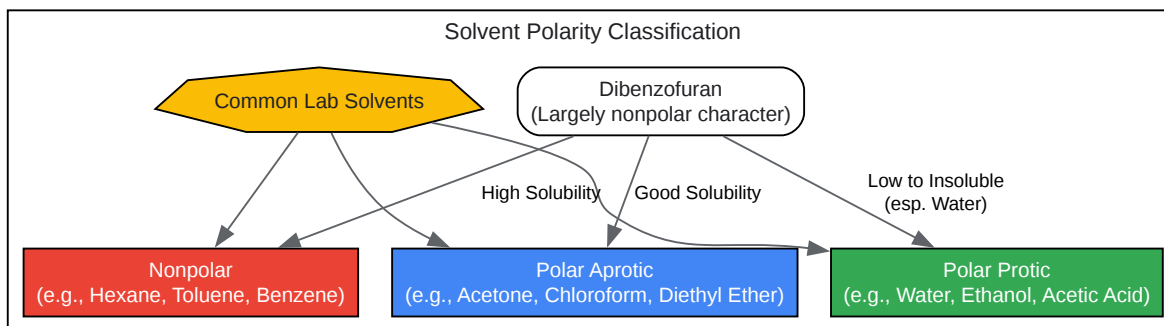 Solvent Polarity Classification
Common Lab Solvents
Dibenzofuran
(Largely nonpolar character)
High Solubility
Good Solubility
Low to Insoluble
(esp. Water)
Nonpolar
(e.g., Hexane, Toluene, Benzene)
Polar Aprotic
(e.g., Acetone, Chloroform, Diethyl Ether)
Polar Protic
(e.g., Water, Ethanol, Acetic Acid)